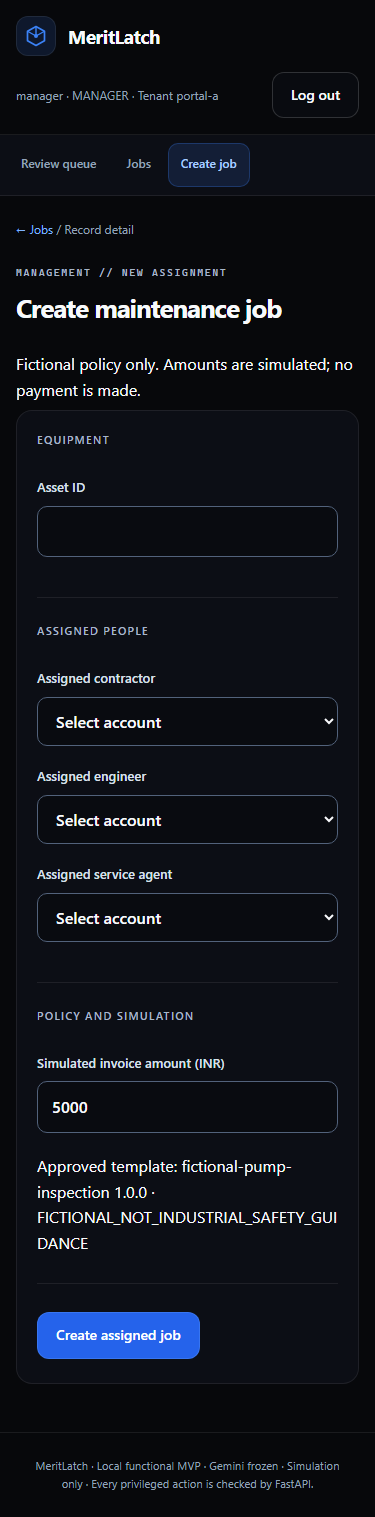 MeritLatch
manager · MANAGER · Tenant portal-a
Log out
Review queue
Jobs
Create job
← Jobs / Record detail
MANAGEMENT // NEW ASSIGNMENT
Create maintenance job
Fictional policy only. Amounts are simulated; no
payment is made.
EQUIPMENT
Asset ID
ASSIGNED PEOPLE
Assigned contractor
Select account
Assigned engineer
Select account
Assigned service agent
Select account
POLICY AND SIMULATION
Simulated invoice amount (INR)
5000
Approved template: fictional-pump-
inspection 1.0.0 ·
FICTIONAL_NOT_INDUSTRIAL_SAFETY_GUI
DANCE
Create assigned job
MeritLatch · Local functional MVP · Gemini frozen · Simulation
only · Every privileged action is checked by FastAPI.